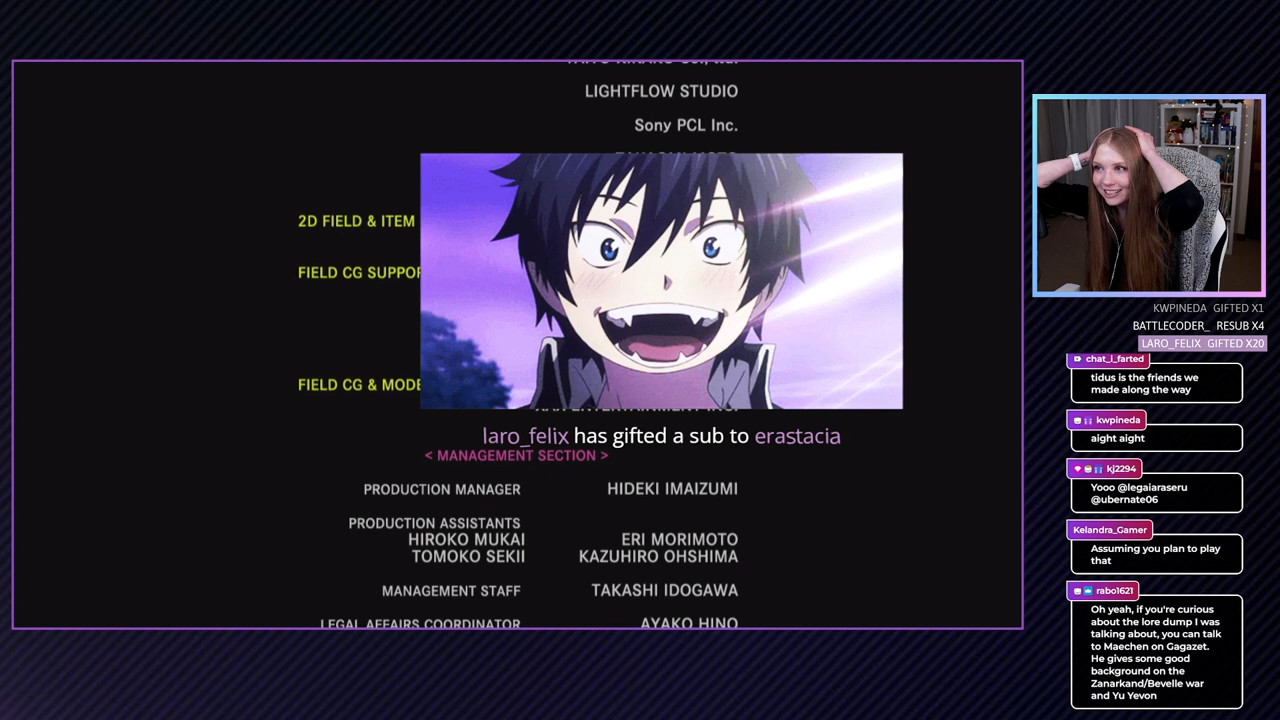 LIGHTFLOW STUDIO
Sony PCL Inc.
2D FIELD & ITEM
FIELD CG
FIELD CG &
laro_felix has gifted a sub to erastacia
< MANAGEMENT SECTION >
PRODUCTION MANAGER HIDEKI IMAIZUMI
PRODUCTION ASSISTANTS
HIROKO MUKAI ERI MORIMOTO
TOMOKO SEKII KAZUHIRO OHSHIMA
MANAGEMENT STAFF TAKASHI IDOGAWA
LEGAL AFFAIRS COORDINATOR AYAKO HINO
KWPINEDA GIFTED X1
BATTLECODER_ RESUB X4
LARO_FELIX GIFTED X20
chat_i_farted
tidus is the friends we
made along the way
kwpineda
aight aight
kj2294
Yooo @legaiaraseru
@ubernate06
Kelandra_Gamer
Assuming you plan to play
that
rabo1621
Oh yeah, if you're curious
about the lore dump I was
talking about, you can talk
to Maechen on Gagazet.
He gives some good
background on the
Zanarkand/Bevelle war
and Yu Yevon